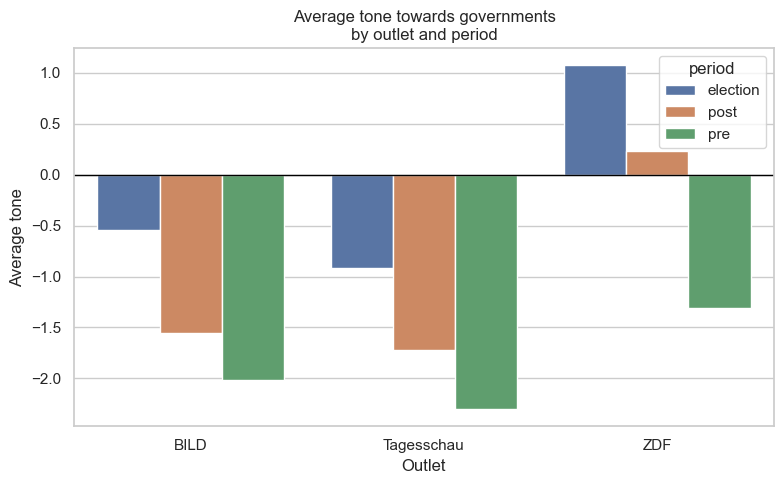 Average tone towards governments
by outlet and period
period
election
post
pre
1.0
0.5
0.0
−0.5
−1.0
−1.5
−2.0
Average tone
BILD
Tagesschau
ZDF
Outlet